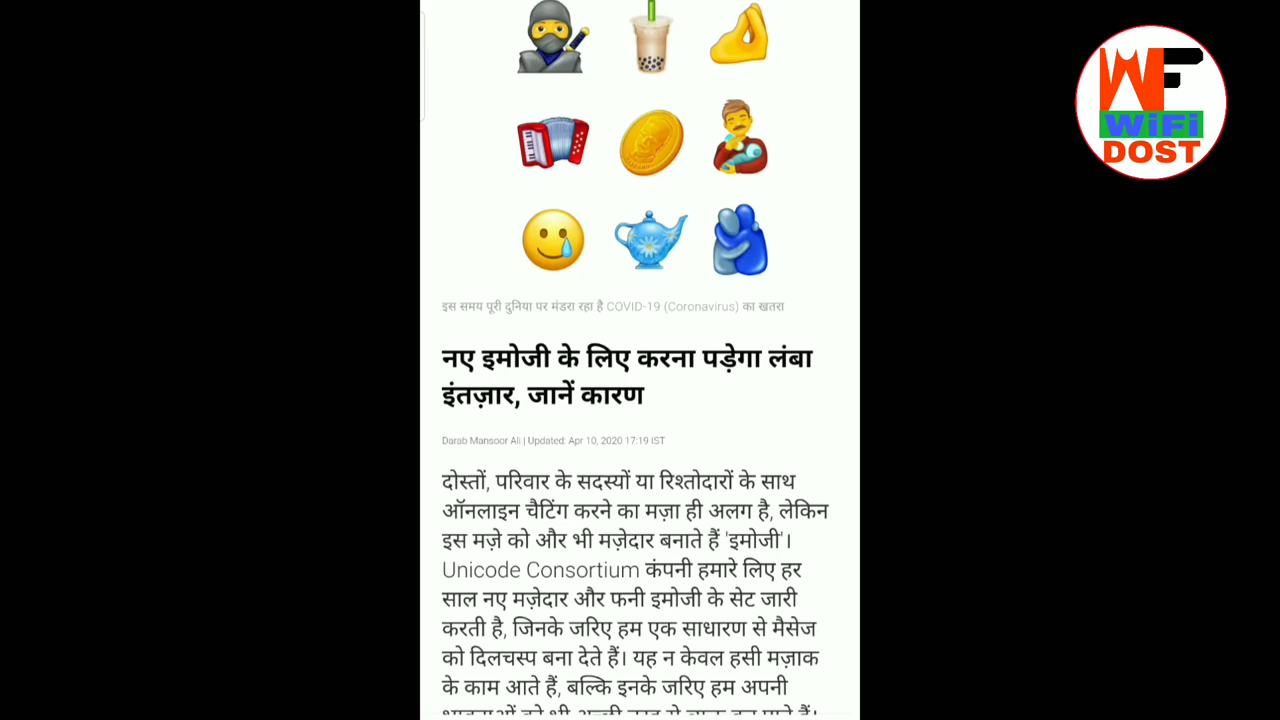 WF
WiFi
DOST
इस समय पूरी दुनिया पर मंडरा रहा है COVID-19 (Coronavirus) का खतरा
नए इमोजी के लिए करना पड़ेगा लंबा
इंतज़ार, जानें कारण
Darab Mansoor Ali | Updated: Apr 10, 2020 17:19 IST
दोस्तों, परिवार के सदस्यों या रिश्तोदारों के साथ
ऑनलाइन चैटिंग करने का मज़ा ही अलग है, लेकिन
इस मज़े को और भी मज़ेदार बनाते हैं 'इमोजी'।
Unicode Consortium कंपनी हमारे लिए हर
साल नए मज़ेदार और फनी इमोजी के सेट जारी
करती है, जिनके जरिए हम एक साधारण से मैसेज
को दिलचस्प बना देते हैं। यह न केवल हसी मज़ाक
के काम आते हैं, बल्कि इनके जरिए हम अपनी